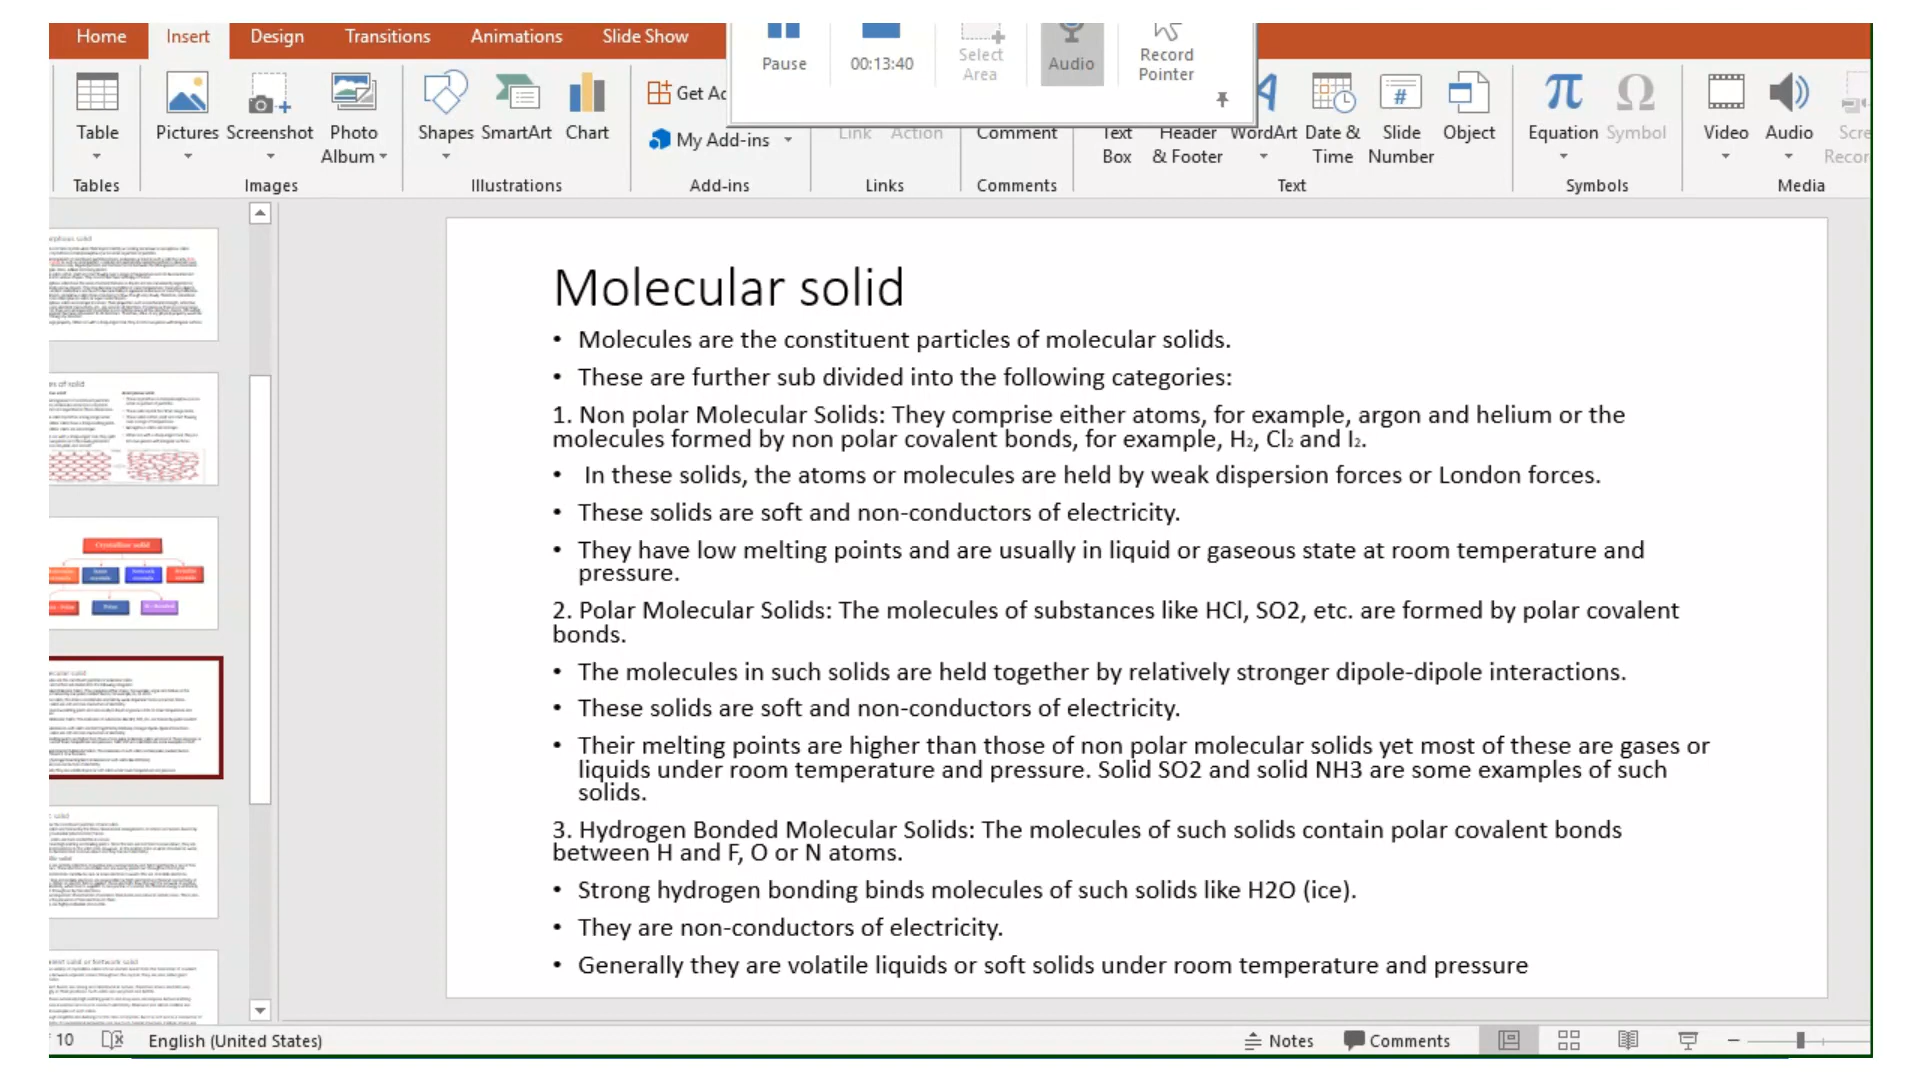 Home Insert Design Transitions Animations Slide Show
Pause 00:13:40 Select Area Audio Record Pointer
Table Pictures Screenshot Photo Album Shapes SmartArt Chart Get My Add-ins Link Action Comment Text Box Header & Footer WordArt Date & Time Slide Number Object Equation Symbol Video Audio
Tables Images Illustrations Add-ins Links Comments Text Symbols Media
Crystalline solid
Molecular solid
• Molecules are the constituent particles of molecular solids.
• These are further sub divided into the following categories:
1. Non polar Molecular Solids: They comprise either atoms, for example, argon and helium or the
molecules formed by non polar covalent bonds, for example, H₂, Cl₂ and I₂.
• In these solids, the atoms or molecules are held by weak dispersion forces or London forces.
• These solids are soft and non-conductors of electricity.
• They have low melting points and are usually in liquid or gaseous state at room temperature and
pressure.
2. Polar Molecular Solids: The molecules of substances like HCl, SO2, etc. are formed by polar covalent
bonds.
• The molecules in such solids are held together by relatively stronger dipole-dipole interactions.
• These solids are soft and non-conductors of electricity.
• Their melting points are higher than those of non polar molecular solids yet most of these are gases or
liquids under room temperature and pressure. Solid SO2 and solid NH3 are some examples of such
solids.
3. Hydrogen Bonded Molecular Solids: The molecules of such solids contain polar covalent bonds
between H and F, O or N atoms.
• Strong hydrogen bonding binds molecules of such solids like H2O (ice).
• They are non-conductors of electricity.
• Generally they are volatile liquids or soft solids under room temperature and pressure
10 English (United States) Notes Comments